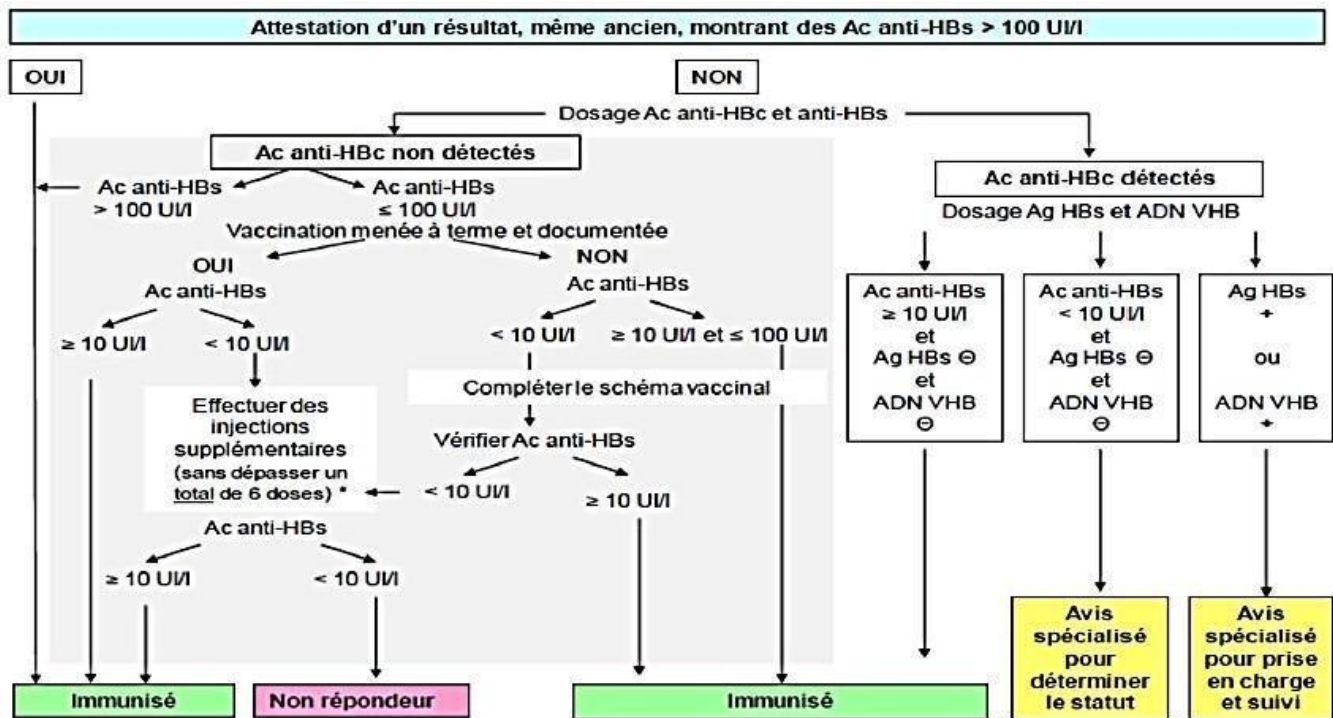 Attestation d'un résultat, même ancien, montrant des Ac anti-HBs > 100 UI/l
OUI
NON
Dosage Ac anti-HBc et anti-HBs
Ac anti-HBc non détectés
Ac anti-HBs
> 100 UI/l
Ac anti-HBs
≤ 100 UI/l
Vaccination menée à terme et documentée
OUI
Ac anti-HBs
≥ 10 UI/l
< 10 UI/l
Effectuer des
injections
supplémentaires
(sans dépasser un
total de 6 doses) *
Ac anti-HBs
≥ 10 UI/l
< 10 UI/l
NON
Ac anti-HBs
< 10 UI/l
≥ 10 UI/l et ≤ 100 UI/l
Compléter le schéma vaccinal
Vérifier Ac anti-HBs
< 10 UI/l
≥ 10 UI/l
Ac anti-HBc détectés
Dosage Ag HBs et ADN VHB
Ac anti-HBs
≥ 10 UI/l
et
Ag HBs ⊖
et
ADN VHB
⊖
Ac anti-HBs
< 10 UI/l
et
Ag HBs ⊖
et
ADN VHB
⊖
Ag HBs
+
ou
ADN VHB
+
Immunisé
Non répondeur
Immunisé
Avis
spécialisé
pour
déterminer
le statut
Avis
spécialisé
pour prise
en charge
et suivi